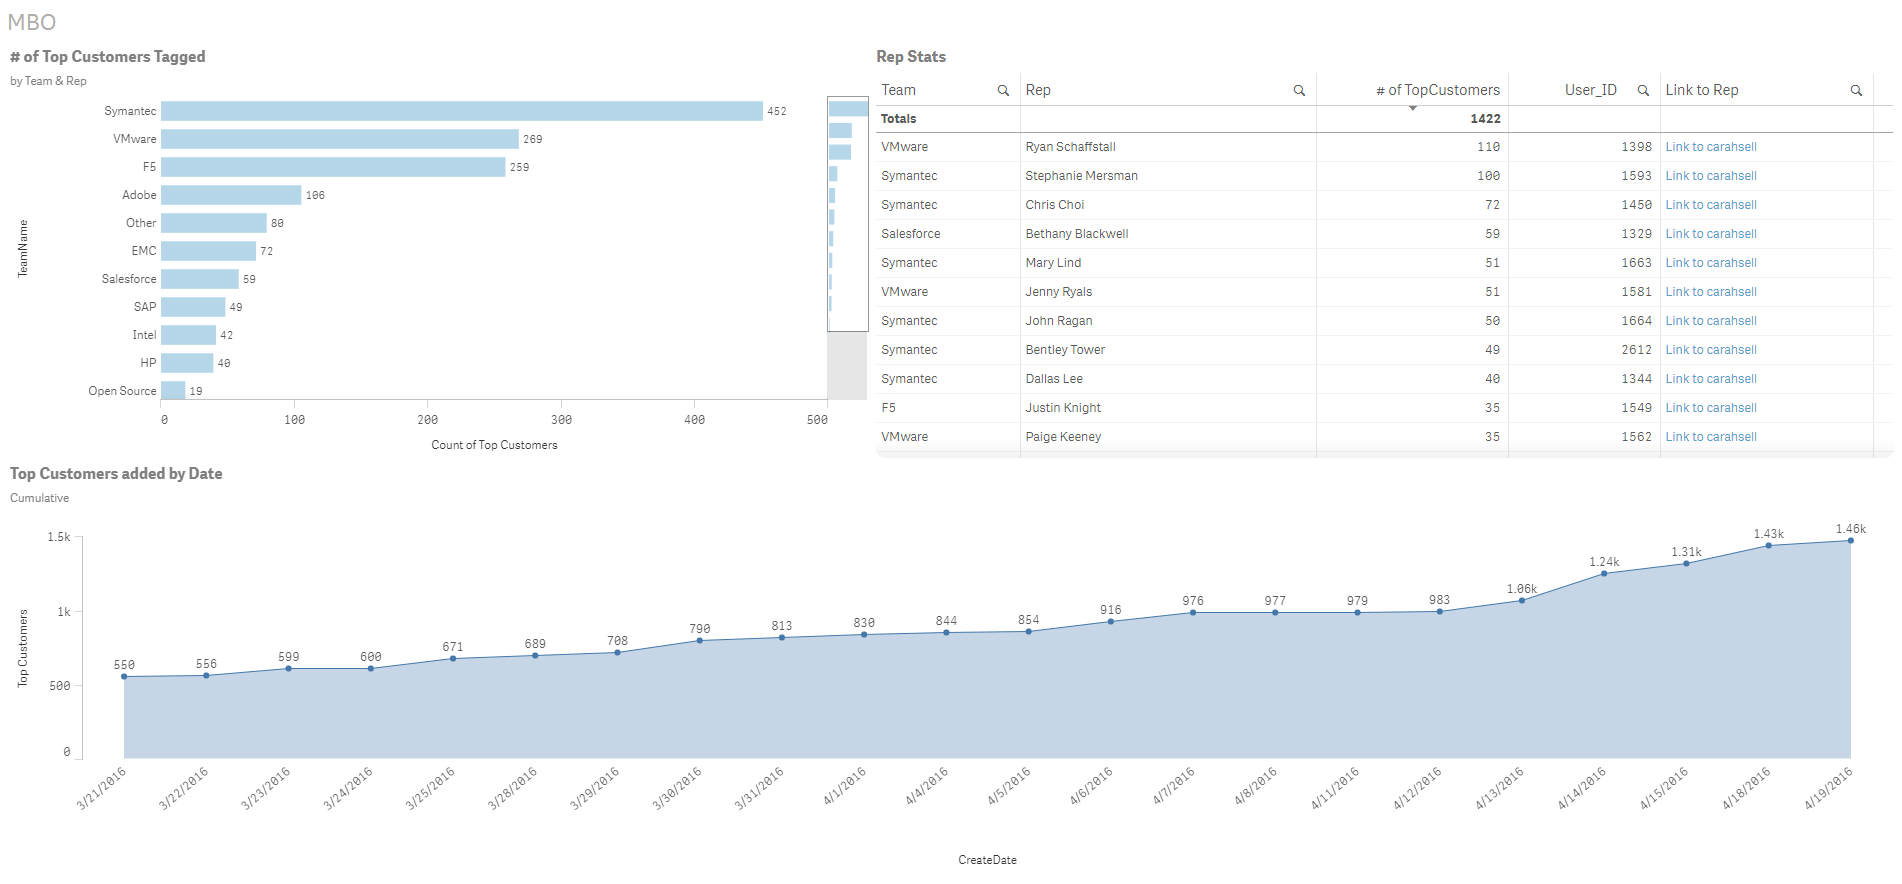 MBO
# of Top Customers Tagged
by Team & Rep
TeamName
Symantec 452
VMware 269
F5 259
Adobe 106
Other 80
EMC 72
Salesforce 59
SAP 49
Intel 42
HP 40
Open Source 19
0 100 200 300 400 500
Count of Top Customers
Rep Stats
Team Rep # of TopCustomers User_ID Link to Rep
Totals 1422
VMware Ryan Schaffstall 110 1398 Link to carahsell
Symantec Stephanie Mersman 100 1593 Link to carahsell
Symantec Chris Choi 72 1450 Link to carahsell
Salesforce Bethany Blackwell 59 1329 Link to carahsell
Symantec Mary Lind 51 1663 Link to carahsell
VMware Jenny Ryals 51 1581 Link to carahsell
Symantec John Ragan 50 1664 Link to carahsell
Symantec Bentley Tower 49 2612 Link to carahsell
Symantec Dallas Lee 40 1344 Link to carahsell
F5 Justin Knight 35 1549 Link to carahsell
VMware Paige Keeney 35 1562 Link to carahsell
Top Customers added by Date
Cumulative
Top Customers
1.5k
1k
500
0
550 556 599 600 671 689 708 790 813 830 844 854 916 976 977 979 983 1.06k 1.24k 1.31k 1.43k 1.46k
3/21/2016 3/22/2016 3/23/2016 3/24/2016 3/25/2016 3/28/2016 3/29/2016 3/30/2016 3/31/2016 4/1/2016 4/4/2016 4/5/2016 4/6/2016 4/7/2016 4/8/2016 4/11/2016 4/12/2016 4/13/2016 4/14/2016 4/15/2016 4/18/2016 4/19/2016
CreateDate